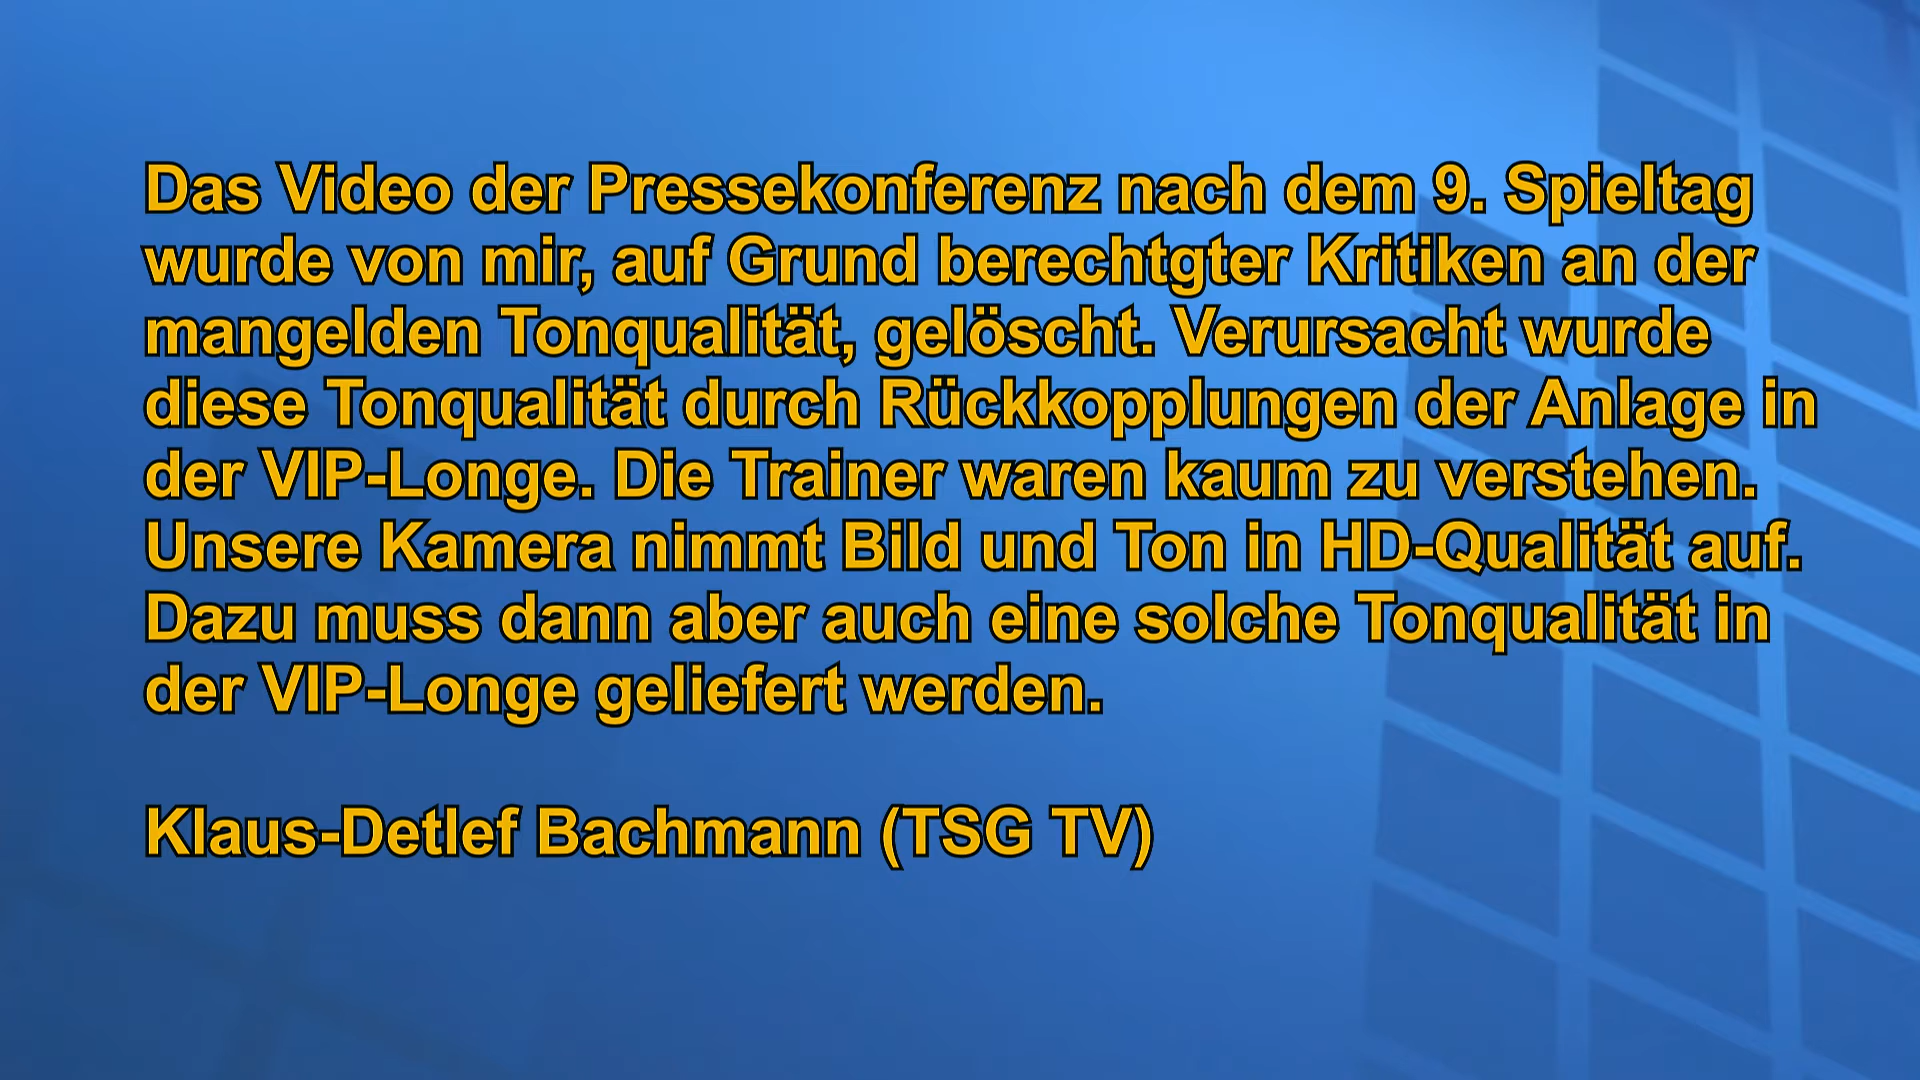 Das Video der Pressekonferenz nach dem 9. Spieltag
wurde von mir, auf Grund berechtgter Kritiken an der
mangelden Tonqualität, gelöscht. Verursacht wurde
diese Tonqualität durch Rückkopplungen der Anlage in
der VIP-Longe. Die Trainer waren kaum zu verstehen.
Unsere Kamera nimmt Bild und Ton in HD-Qualität auf.
Dazu muss dann aber auch eine solche Tonqualität in
der VIP-Longe geliefert werden.
Klaus-Detlef Bachmann (TSG TV)